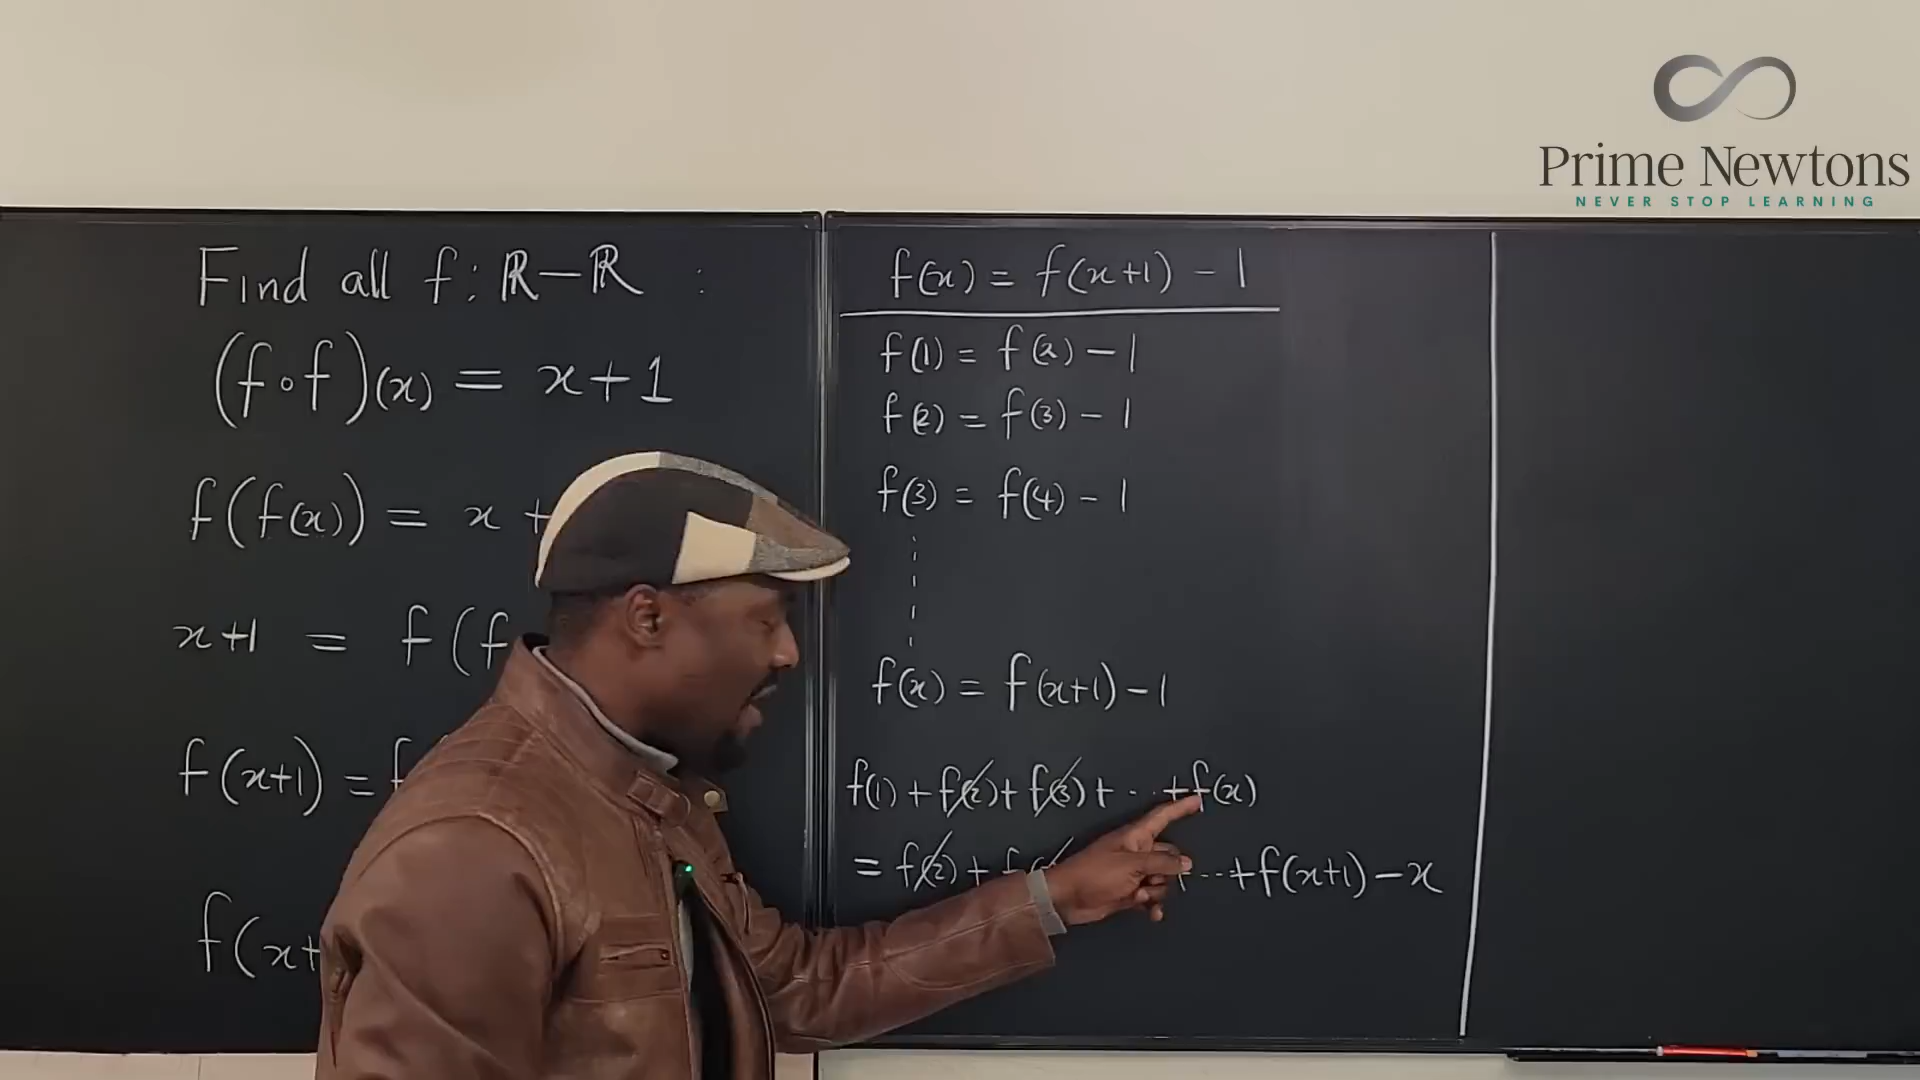 Prime Newtons
NEVER STOP LEARNING
Find all f: ℝ—ℝ :
(f∘f)(x) = x+1
f(f(x)) = x +
x+1 = f(f
f(x+1) = f
f(x+
f(x) = f(x+1) - 1
f(1) = f(2) - 1
f(2) = f(3) - 1
f(3) = f(4) - 1
f(x) = f(x+1) - 1
f(1) + f(2) + f(3) + ... + f(x)
= f(2) + f( ... + f(x+1) - x